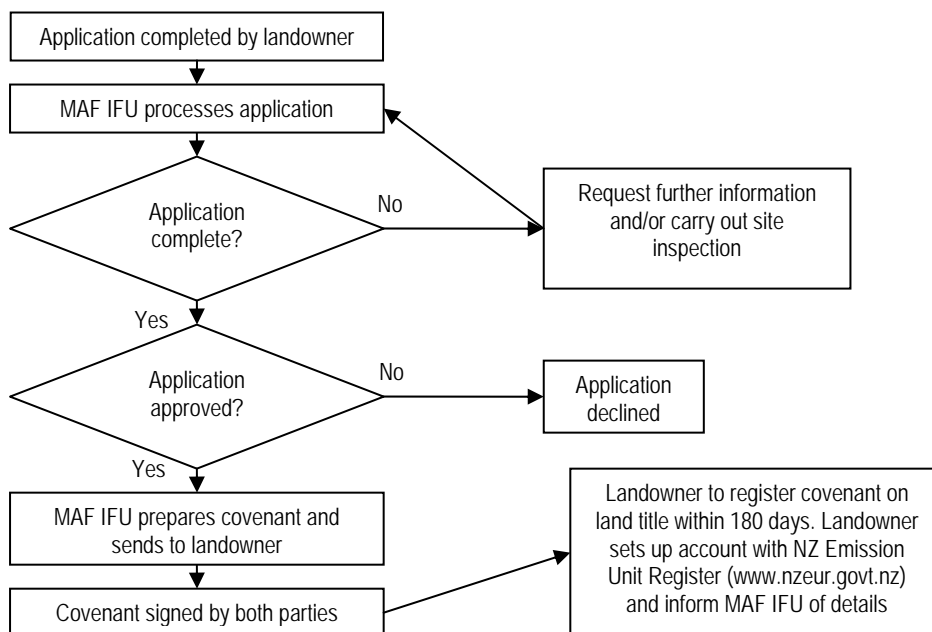 Application completed by landowner
MAF IFU processes application
Application
complete?
No
Request further information
and/or carry out site
inspection
Yes
Application
approved?
No
Application
declined
Yes
MAF IFU prepares covenant and
sends to landowner
Landowner to register covenant on
land title within 180 days. Landowner
sets up account with NZ Emission
Unit Register (www.nzeur.govt.nz)
and inform MAF IFU of details
Covenant signed by both parties